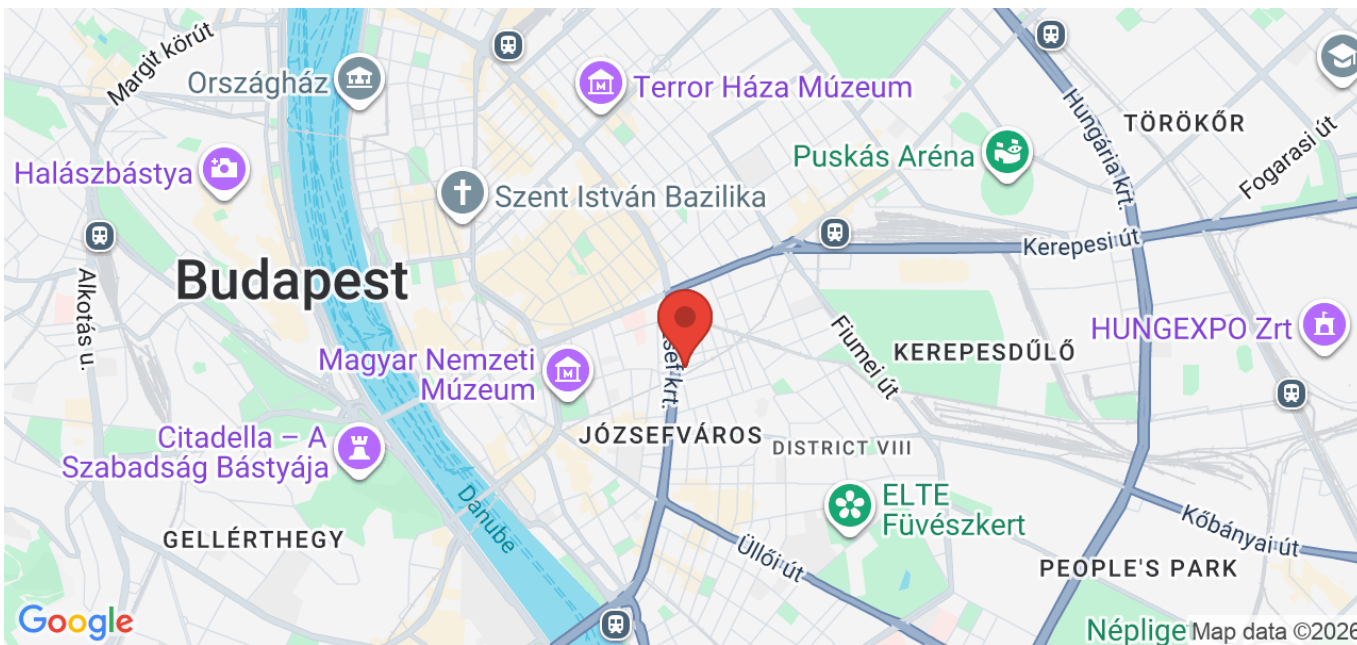 Margit körút
Országház
Terror Háza Múzeum
Hungária krt.
TÖRÖKŐR
Puskás Aréna
Fogarasi út
Halászbástya
Szent István Bazilika
Kerepesi út
Budapest
Alkotás u.
Fiumei út
HUNGEXPO Zrt
KEREPESDŰLŐ
Magyar Nemzeti
Múzeum
krt.
JÓZSEFVÁROS
DISTRICT VIII
Citadella – A
Szabadság Bástyája
Danube
ELTE
Füvészkert
GELLÉRTHEGY
Üllői út
Kőbányai út
PEOPLE'S PARK
Google
Néplige
Map data ©2026